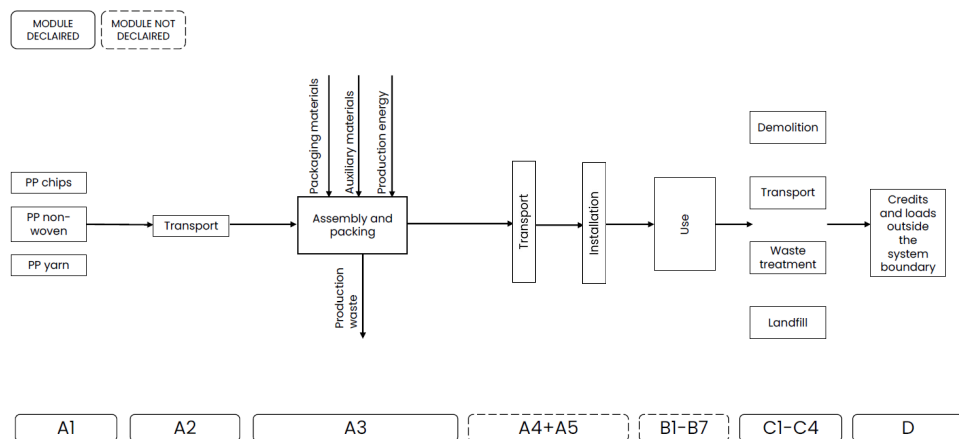 MODULE
DECLAIRED
MODULE NOT
DECLAIRED
Packaging materials
Auxiliary materials
Production energy
PP chips
PP non-
woven
PP yarn
Transport
Assembly and
packing
Production
waste
Transport
Installation
Use
Demolition
Transport
Waste
treatment
Landfill
Credits
and loads
outside
the
system
boundary
A1
A2
A3
A4+A5
B1-B7
C1-C4
D